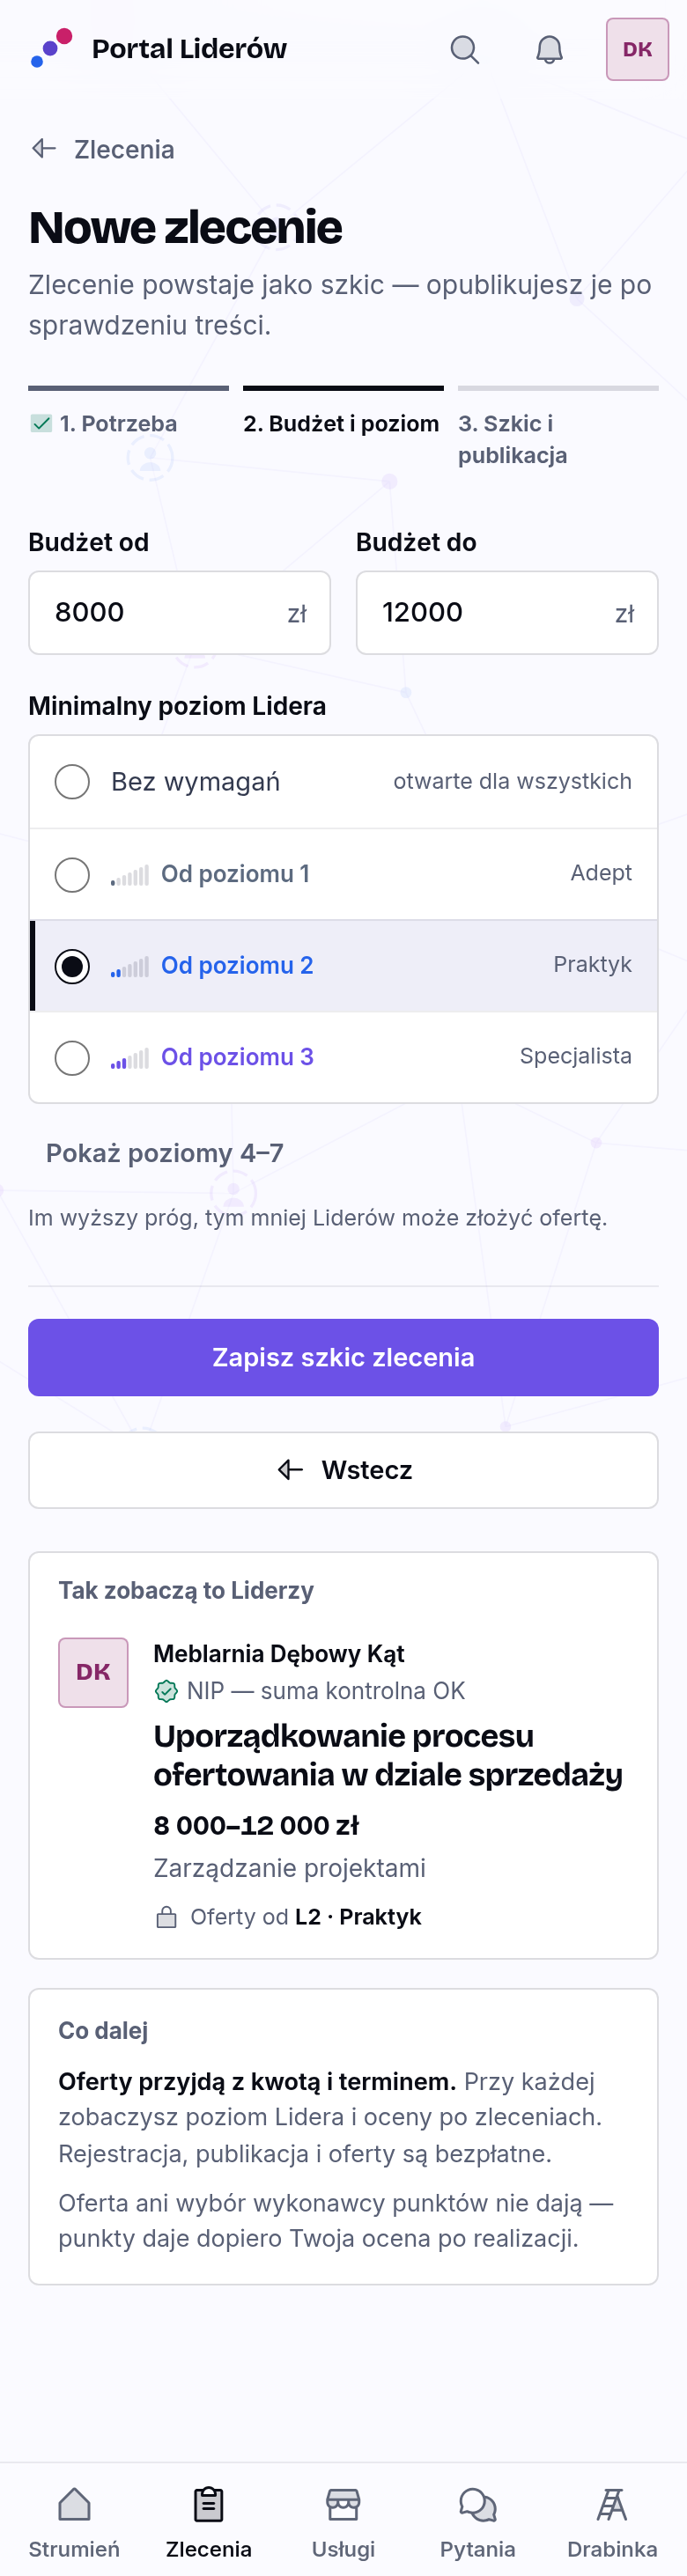 Portal Liderów
DK
Zlecenia
Nowe zlecenie
Zlecenie powstaje jako szkic — opublikujesz je po
sprawdzeniu treści.
1. Potrzeba
2. Budżet i poziom
3. Szkic i
publikacja
Budżet od
Budżet do
8000 zł
12000 zł
Minimalny poziom Lidera
Bez wymagań otwarte dla wszystkich
Od poziomu 1 Adept
Od poziomu 2 Praktyk
Od poziomu 3 Specjalista
Pokaż poziomy 4–7
Im wyższy próg, tym mniej Liderów może złożyć ofertę.
Zapisz szkic zlecenia
Wstecz
Tak zobaczą to Liderzy
DK
Meblarnia Dębowy Kąt
NIP — suma kontrolna OK
Uporządkowanie procesu
ofertowania w dziale sprzedaży
8 000–12 000 zł
Zarządzanie projektami
Oferty od L2 · Praktyk
Co dalej
Oferty przyjdą z kwotą i terminem. Przy każdej
zobaczysz poziom Lidera i oceny po zleceniach.
Rejestracja, publikacja i oferty są bezpłatne.
Oferta ani wybór wykonawcy punktów nie dają —
punkty daje dopiero Twoja ocena po realizacji.
Strumień
Zlecenia
Usługi
Pytania
Drabinka